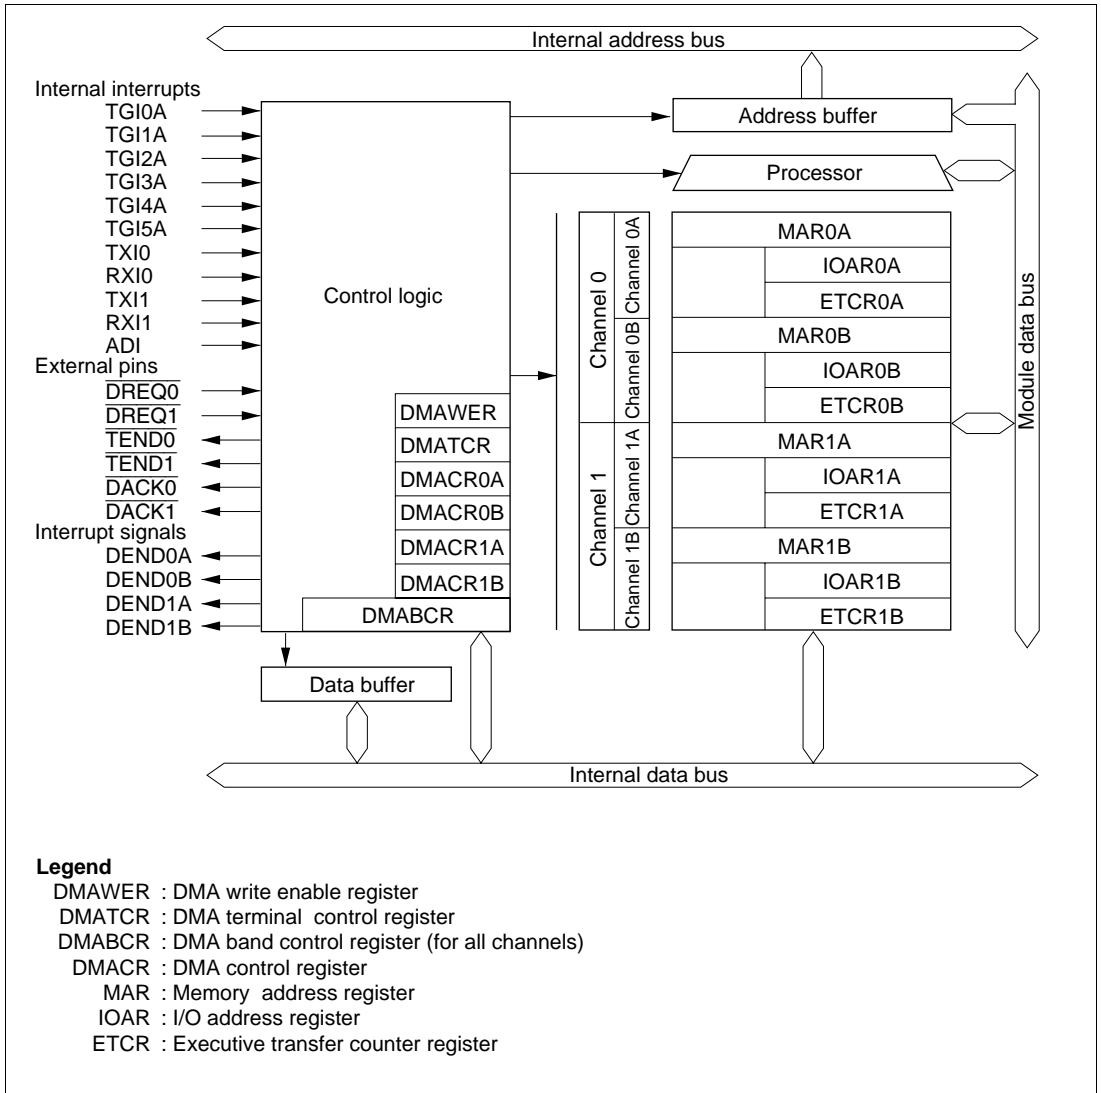 Internal address bus
Internal interrupts
TGI0A
TGI1A
TGI2A
TGI3A
TGI4A
TGI5A
TXI0
RXI0
TXI1
RXI1
ADI
External pins
DREQ0
DREQ1
TEND0
TEND1
DACK0
DACK1
Interrupt signals
DEND0A
DEND0B
DEND1A
DEND1B
Control logic
DMAWER
DMATCR
DMACR0A
DMACR0B
DMACR1A
DMACR1B
DMABCR
Data buffer
Address buffer
Processor
Channel 0
Channel 0A
Channel 0B
Channel 1
Channel 1A
Channel 1B
MAR0A
IOAR0A
ETCR0A
MAR0B
IOAR0B
ETCR0B
MAR1A
IOAR1A
ETCR1A
MAR1B
IOAR1B
ETCR1B
Module data bus
Internal data bus
Legend
DMAWER : DMA write enable register
DMATCR : DMA terminal control register
DMABCR : DMA band control register (for all channels)
DMACR : DMA control register
MAR : Memory address register
IOAR : I/O address register
ETCR : Executive transfer counter register